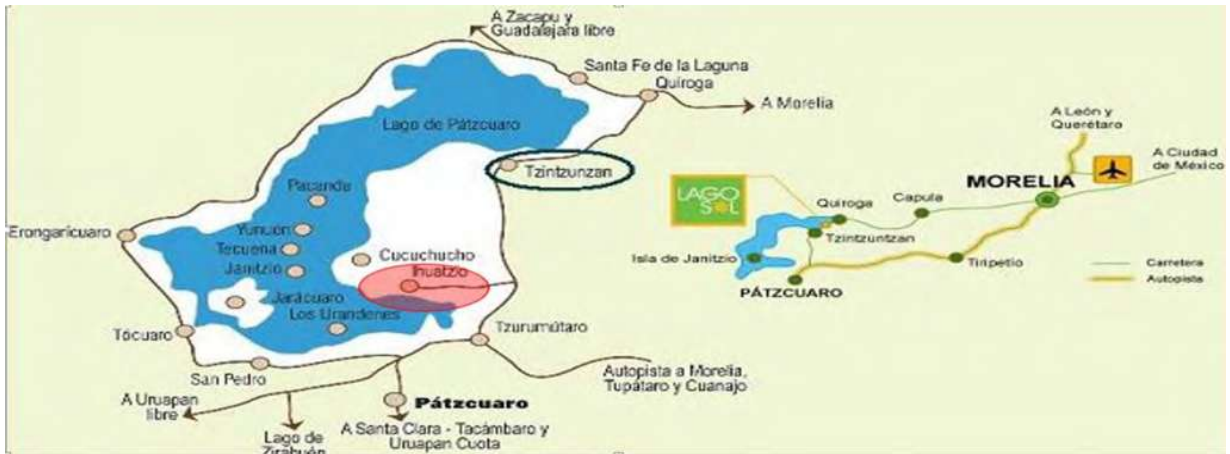 A Zacapu y
Guadalajara libre
Santa Fe de la Laguna
Quiroga
A Morelia
Lago de Pátzcuaro
Tzintzunzan
Pacanda
Erongarícuaro
Yunuén
Tecuena
Janitzio
Cucuchucho
Ihuatzio
Jarácuaro
Los Urandenes
Tócuaro
Tzurumútaro
San Pedro
Autopista a Morelia,
Tupátaro y Cuanajo
A Uruapan
libre
Pátzcuaro
Lago de
Zirahuén
A Santa Clara - Tacámbaro y
Uruapan Cuota
A León y
Querétaro
A Ciudad
de México
MORELIA
LAGO
SOL
Capula
Quiroga
Tzintzuntzan
Isla de Janitzio
Tiripetío
PÁTZCUARO
Carretera
Autopista